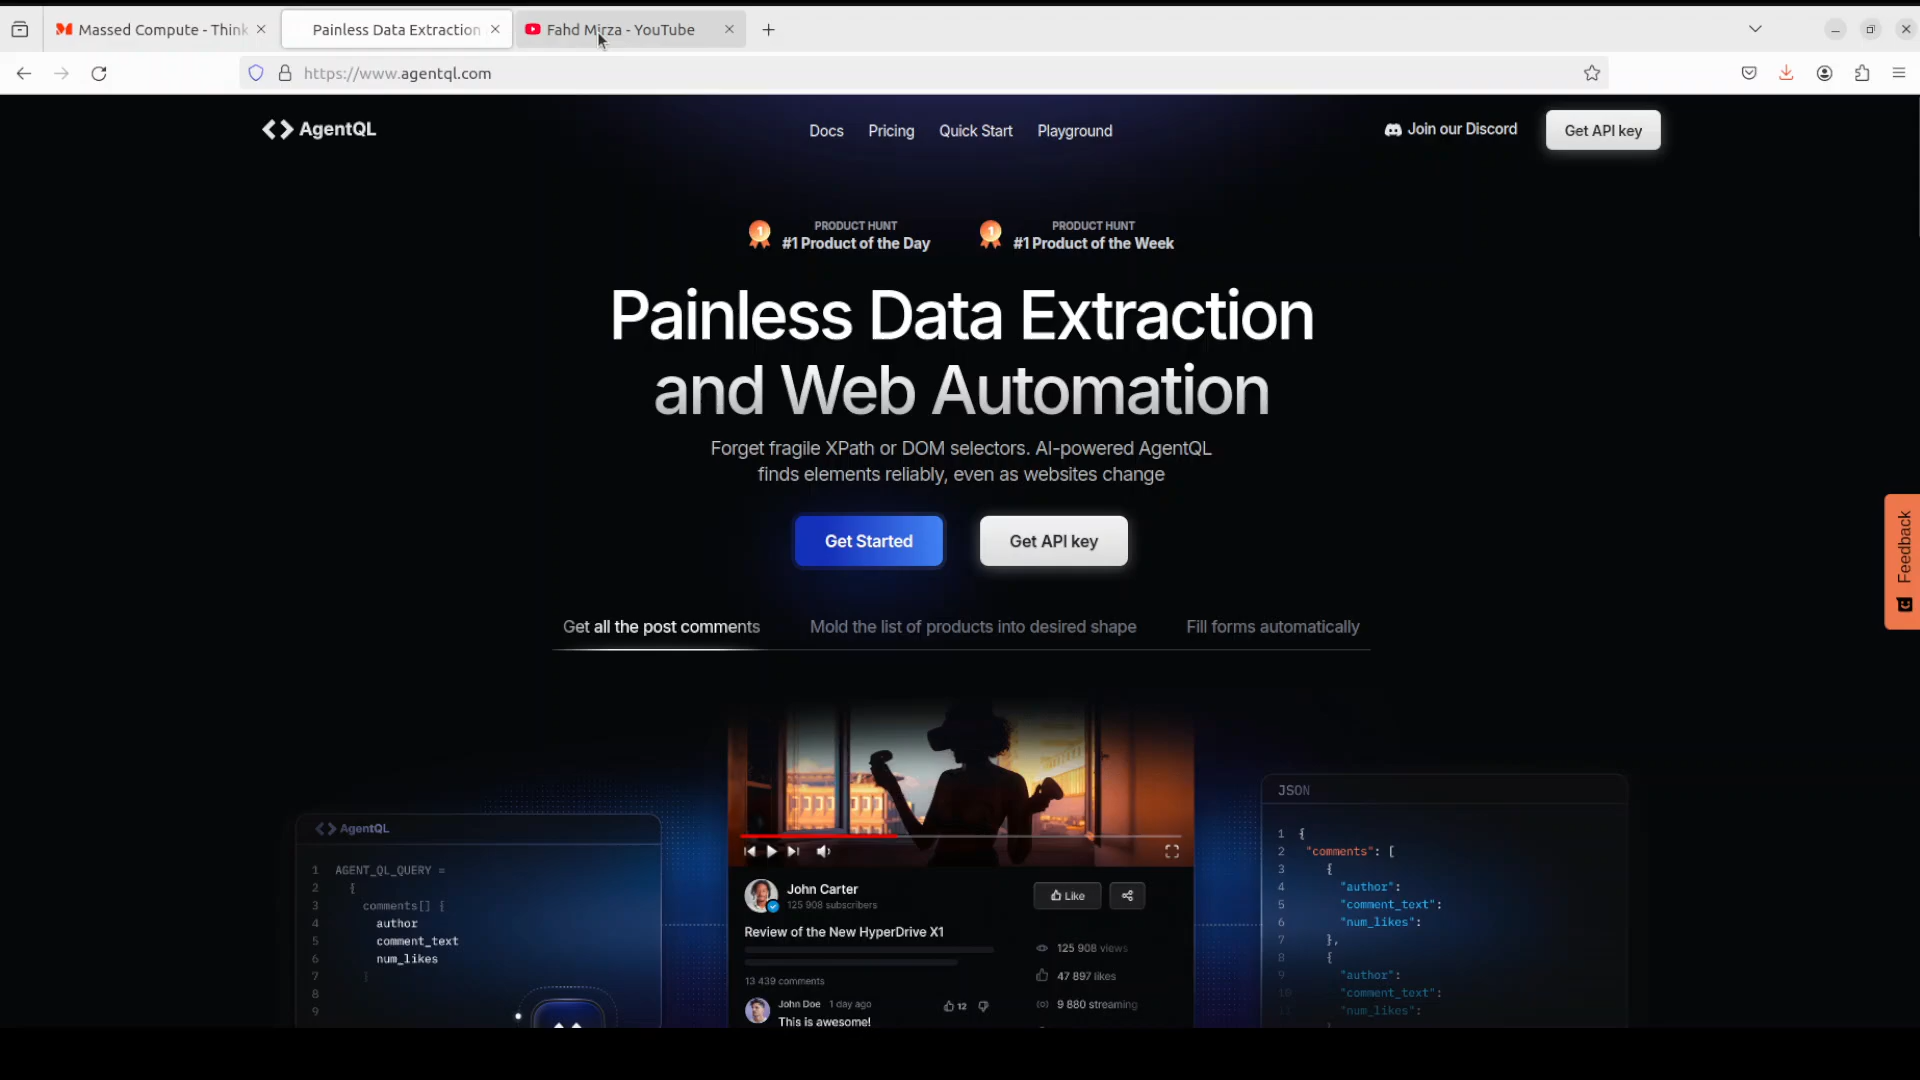 Massed Compute - Think
Painless Data Extraction
Fahd Mirza - YouTube
https://www.agentql.com
AgentQL
Docs
Pricing
Quick Start
Playground
Join our Discord
Get API key
PRODUCT HUNT
#1 Product of the Day
PRODUCT HUNT
#1 Product of the Week
Painless Data Extraction
and Web Automation
Forget fragile XPath or DOM selectors. AI-powered AgentQL
finds elements reliably, even as websites change
Get Started
Get API key
Feedback
Get all the post comments
Mold the list of products into desired shape
Fill forms automatically
AgentQL
1 AGENT_QL_QUERY =
2 {
3 comments[] {
4 author
5 comment_text
6 num_likes
7 }
8
9
John Carter
125 908 subscribers
Like
Review of the New HyperDrive X1
125 908 views
47 897 likes
9 880 streaming
13 439 comments
John Doe 1 day ago
12
This is awesome!
JSON
1 {
2 "comments": [
3 {
4 "author":
5 "comment_text":
6 "num_likes":
7 },
8 {
9 "author":
10 "comment_text":
11 "num_likes":